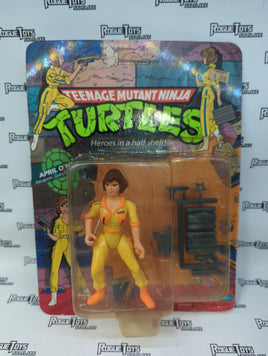 TEENAGE MUTANT NINJA
TURTLES
Heroes in a half shell!
APRIL O'
ROGUE TOYS